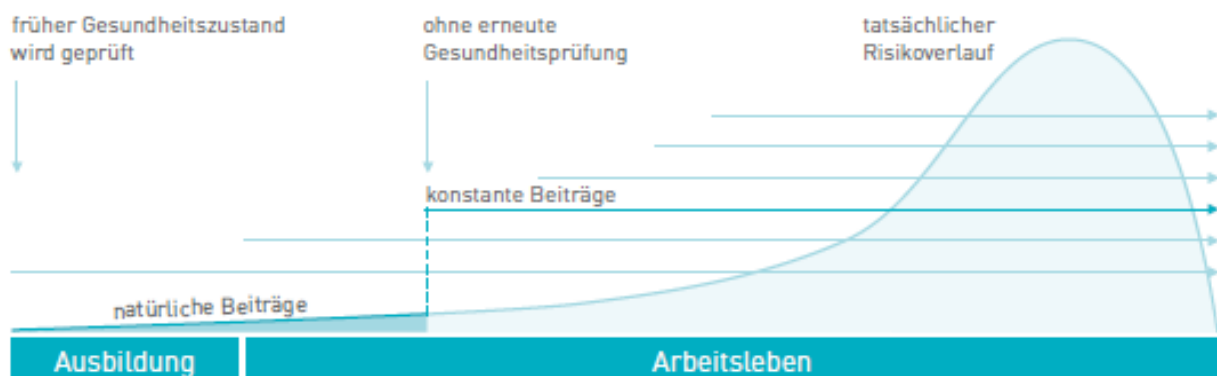 früher Gesundheitszustand
wird geprüft
ohne erneute
Gesundheitsprüfung
tatsächlicher
Risikoverlauf
konstante Beiträge
natürliche Beiträge
Ausbildung
Arbeitsleben